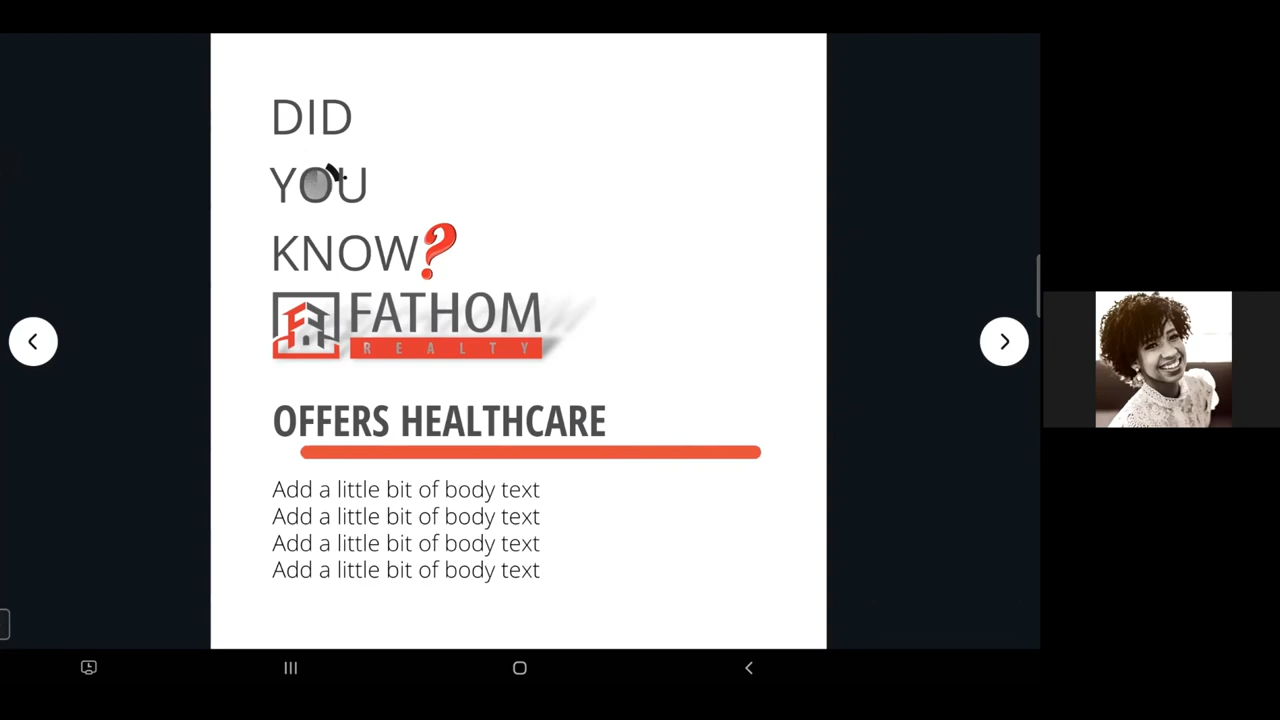 DID
YOU
KNOW?
FATHOM
REALTY
OFFERS HEALTHCARE
Add a little bit of body text
Add a little bit of body text
Add a little bit of body text
Add a little bit of body text